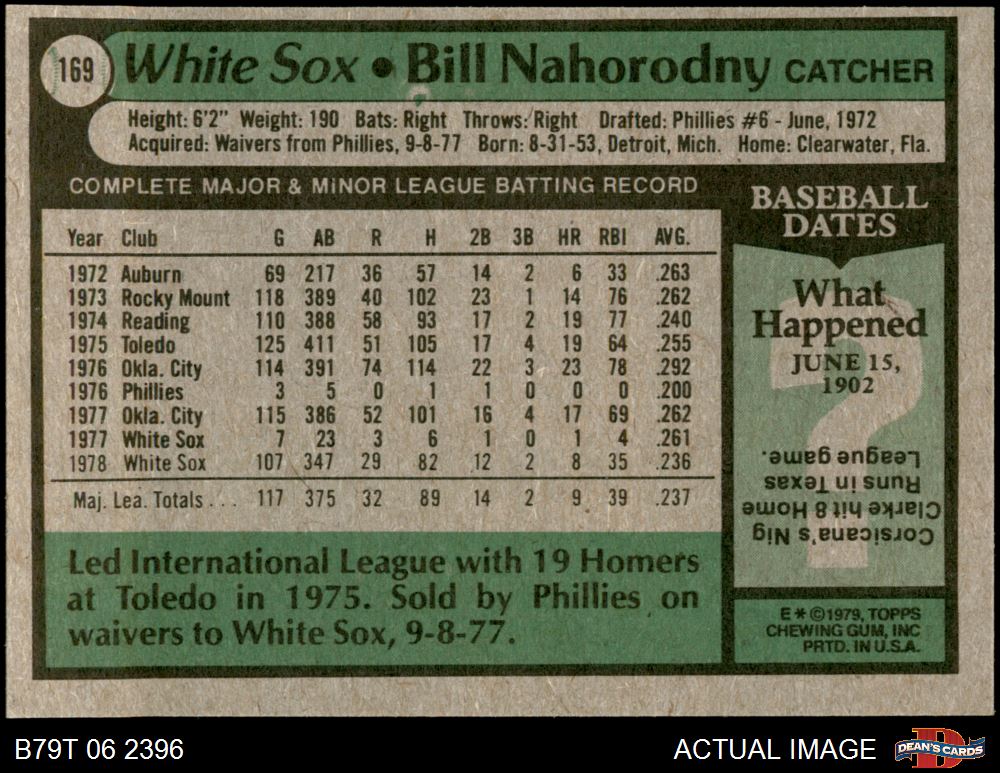 169 White Sox • Bill Nahorodny CATCHER
Height: 6'2" Weight: 190 Bats: Right Throws: Right Drafted: Phillies #6 - June, 1972
Acquired: Waivers from Phillies, 9-8-77 Born: 8-31-53, Detroit, Mich. Home: Clearwater, Fla.
COMPLETE MAJOR & MINOR LEAGUE BATTING RECORD
Year Club G AB R H 2B 3B HR RBI AVG.
1972 Auburn 69 217 36 57 14 2 6 33 .263
1973 Rocky Mount 118 389 40 102 23 1 14 76 .262
1974 Reading 110 388 58 93 17 2 19 77 .240
1975 Toledo 125 411 51 105 17 4 19 64 .255
1976 Okla. City 114 391 74 114 22 3 23 78 .292
1976 Phillies 3 5 0 1 1 0 0 0 .200
1977 Okla. City 115 386 52 101 16 4 17 69 .262
1977 White Sox 7 23 3 6 1 0 1 4 .261
1978 White Sox 107 347 29 82 12 2 8 35 .236
Maj. Lea. Totals . . . 117 375 32 89 14 2 9 39 .237
Led International League with 19 Homers
at Toledo in 1975. Sold by Phillies on
waivers to White Sox, 9-8-77.
BASEBALL
DATES
What
Happened
JUNE 15,
1902
?
Corsicana's Nig
Clarke hit 8 Home
Runs in Texas
League game.
E*©1979, TOPPS
CHEWING GUM, INC
PRTD. IN U.S.A.
B79T 06 2396
ACTUAL IMAGE
D
DEAN'S CARDS